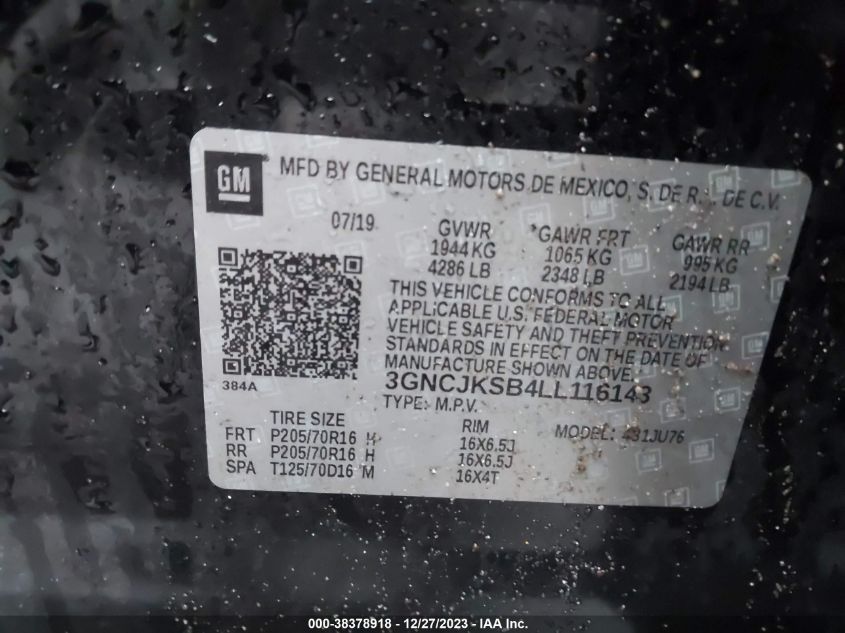 GM
MFD BY GENERAL MOTORS DE MEXICO, S. DE R. DE C.V.
07/19
GVWR *GAWR FRT GAWR RR
1944 KG 1065 KG 995 KG
4286 LB 2348 LB 2194 LB
THIS VEHICLE CONFORMS TO ALL
APPLICABLE U.S. FEDERAL MOTOR
VEHICLE SAFETY AND THEFT PREVENTION
STANDARDS IN EFFECT ON THE DATE OF
MANUFACTURE SHOWN ABOVE.
384A
3GNCJKSB4LL116143
TYPE: M.P.V.
TIRE SIZE RIM MODEL: 431JU76
FRT P205/70R16 H 16X6.5J
RR P205/70R16 H 16X6.5J
SPA T125/70D16 M 16X4T
000-38378918 - 12/27/2023 - IAA Inc.